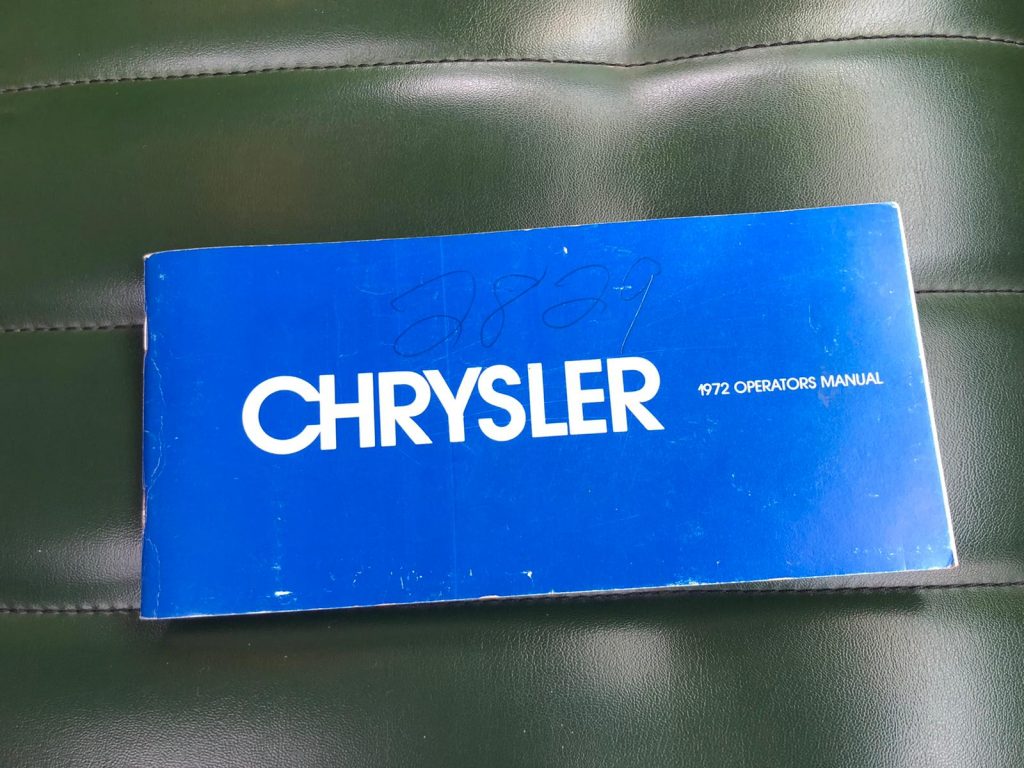 2829
CHRYSLER
1972 OPERATORS MANUAL